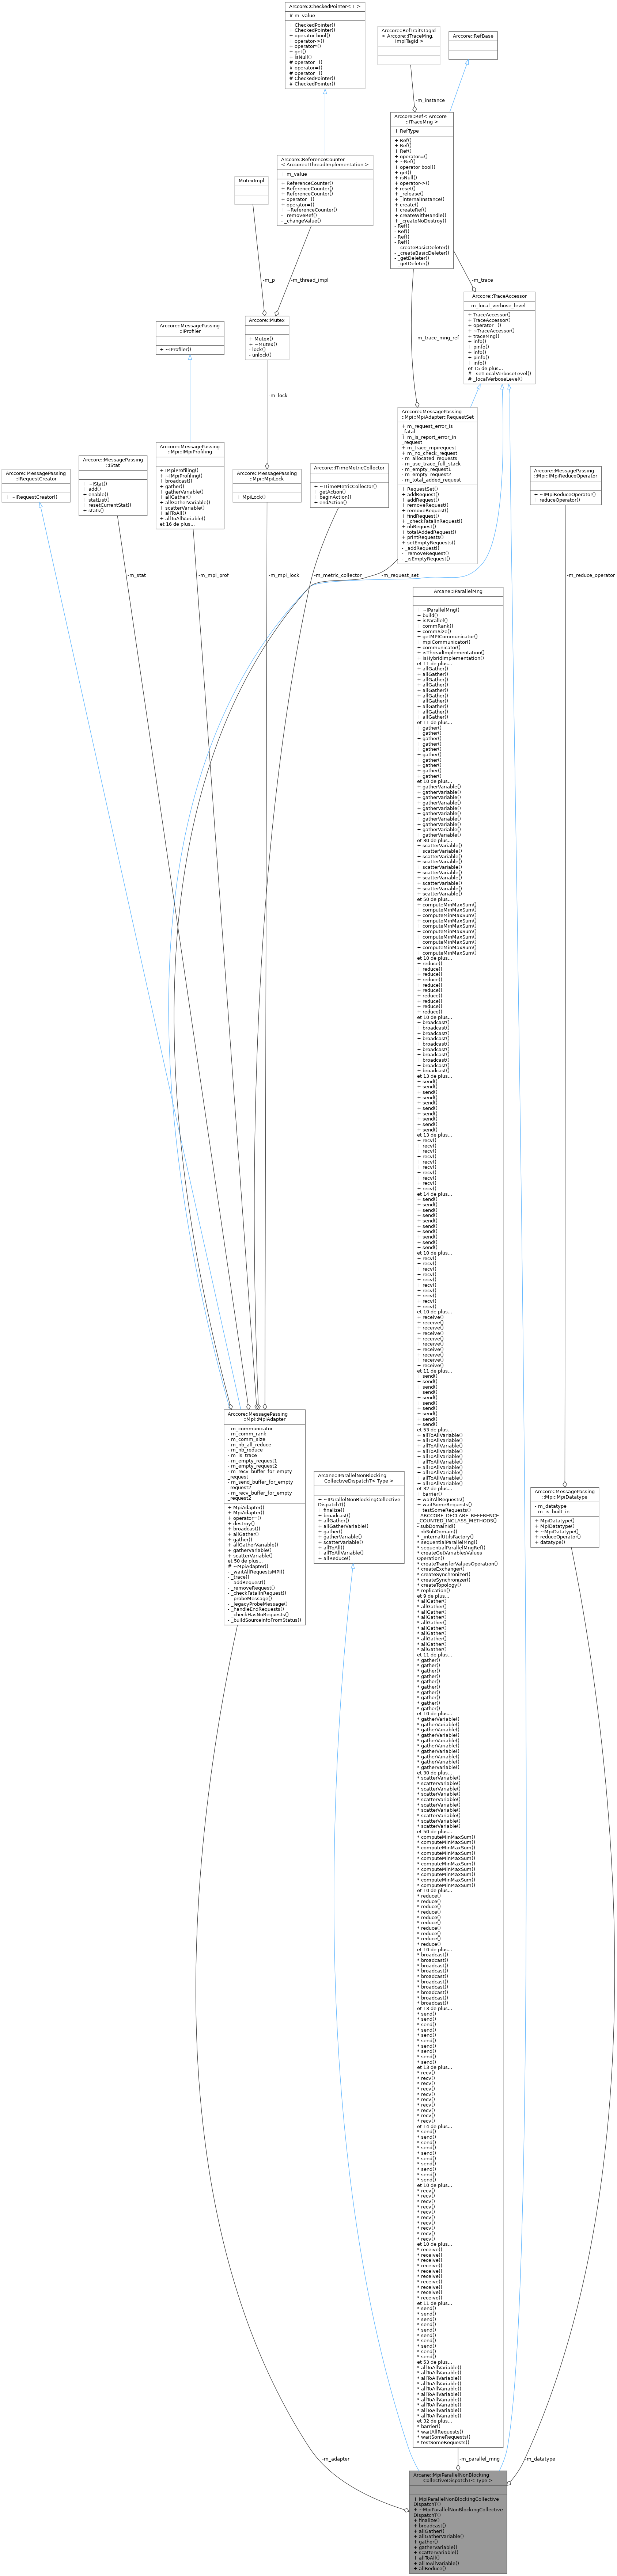 Arccore::CheckedPointer< T >
# m_value
+ CheckedPointer()
+ CheckedPointer()
+ operator bool()
+ operator->()
+ operator*()
+ get()
+ isNull()
# operator=()
# operator=()
# operator=()
# CheckedPointer()
# CheckedPointer()
Arccore::RefTraitsTagId
< Arccore::ITraceMng,
ImplTagId >
Arccore::RefBase
-m_instance
Arccore::Ref< Arccore
::ITraceMng >
+ RefType
+ Ref()
+ Ref()
+ Ref()
+ operator=()
+ ~Ref()
+ operator bool()
+ get()
+ isNull()
+ operator->()
+ reset()
+ _release()
+ _internalInstance()
+ create()
+ createRef()
+ createWithHandle()
+ _createNoDestroy()
- Ref()
- Ref()
- Ref()
- Ref()
- _createBasicDeleter()
- _createBasicDeleter()
- _getDeleter()
- _getDeleter()
Arccore::ReferenceCounter
< Arccore::IThreadImplementation >
+ m_value
+ ReferenceCounter()
+ ReferenceCounter()
+ ReferenceCounter()
+ operator=()
+ operator=()
+ ~ReferenceCounter()
- _removeRef()
- _changeValue()
MutexImpl
-m_p
-m_thread_impl
-m_trace
-m_trace_mng_ref
Arccore::TraceAccessor
- m_local_verbose_level
+ TraceAccessor()
+ TraceAccessor()
+ operator=()
+ ~TraceAccessor()
+ traceMng()
+ info()
+ pinfo()
+ info()
+ pinfo()
+ info()
et 15 de plus...
# _setLocalVerboseLevel()
# _localVerboseLevel()
Arccore::MessagePassing
::IProfiler
+ ~IProfiler()
Arccore::Mutex
+ Mutex()
+ ~Mutex()
- lock()
- unlock()
-m_lock
Arccore::MessagePassing
::Mpi::MpiAdapter::RequestSet
+ m_request_error_is
_fatal
+ m_is_report_error_in
_request
+ m_trace_mpirequest
+ m_no_check_request
- m_allocated_requests
- m_use_trace_full_stack
- m_empty_request1
- m_empty_request2
- m_total_added_request
+ RequestSet()
+ addRequest()
+ addRequest()
+ removeRequest()
+ removeRequest()
+ findRequest()
+ _checkFatalInRequest()
+ nbRequest()
+ totalAddedRequest()
+ printRequests()
+ setEmptyRequests()
- _addRequest()
- _removeRequest()
- _isEmptyRequest()
Arccore::MessagePassing
::IRequestCreator
+ ~IRequestCreator()
Arccore::MessagePassing
::IStat
+ ~IStat()
+ add()
+ enable()
+ statList()
+ resetCurrentStat()
+ stats()
Arccore::MessagePassing
::Mpi::IMpiProfiling
+ IMpiProfiling()
+ ~IMpiProfiling()
+ broadcast()
+ gather()
+ gatherVariable()
+ allGather()
+ allGatherVariable()
+ scatterVariable()
+ allToAll()
+ allToAllVariable()
et 16 de plus...
Arccore::MessagePassing
::Mpi::MpiLock
+ MpiLock()
Arccore::ITimeMetricCollector
+ ~ITimeMetricCollector()
+ getAction()
+ beginAction()
+ endAction()
Arccore::MessagePassing
::Mpi::IMpiReduceOperator
+ ~IMpiReduceOperator()
+ reduceOperator()
-m_stat
-m_mpi_prof
-m_mpi_lock
-m_metric_collector
-m_request_set
-m_reduce_operator
Arcane::IParallelMng
+ ~IParallelMng()
+ build()
+ isParallel()
+ commRank()
+ commSize()
+ getMPICommunicator()
+ mpiCommunicator()
+ communicator()
+ isThreadImplementation()
+ isHybridImplementation()
et 11 de plus...
+ allGather()
+ allGather()
+ allGather()
+ allGather()
+ allGather()
+ allGather()
+ allGather()
+ allGather()
+ allGather()
+ allGather()
et 11 de plus...
+ gather()
+ gather()
+ gather()
+ gather()
+ gather()
+ gather()
+ gather()
+ gather()
+ gather()
+ gather()
et 10 de plus...
+ gatherVariable()
+ gatherVariable()
+ gatherVariable()
+ gatherVariable()
+ gatherVariable()
+ gatherVariable()
+ gatherVariable()
+ gatherVariable()
+ gatherVariable()
+ gatherVariable()
et 30 de plus...
+ scatterVariable()
+ scatterVariable()
+ scatterVariable()
+ scatterVariable()
+ scatterVariable()
+ scatterVariable()
+ scatterVariable()
+ scatterVariable()
+ scatterVariable()
+ scatterVariable()
et 50 de plus...
+ computeMinMaxSum()
+ computeMinMaxSum()
+ computeMinMaxSum()
+ computeMinMaxSum()
+ computeMinMaxSum()
+ computeMinMaxSum()
+ computeMinMaxSum()
+ computeMinMaxSum()
+ computeMinMaxSum()
+ computeMinMaxSum()
et 10 de plus...
+ reduce()
+ reduce()
+ reduce()
+ reduce()
+ reduce()
+ reduce()
+ reduce()
+ reduce()
+ reduce()
+ reduce()
et 10 de plus...
+ broadcast()
+ broadcast()
+ broadcast()
+ broadcast()
+ broadcast()
+ broadcast()
+ broadcast()
+ broadcast()
+ broadcast()
+ broadcast()
et 13 de plus...
+ send()
+ send()
+ send()
+ send()
+ send()
+ send()
+ send()
+ send()
+ send()
+ send()
et 13 de plus...
+ recv()
+ recv()
+ recv()
+ recv()
+ recv()
+ recv()
+ recv()
+ recv()
+ recv()
+ recv()
et 14 de plus...
+ send()
+ send()
+ send()
+ send()
+ send()
+ send()
+ send()
+ send()
+ send()
+ send()
et 10 de plus...
+ recv()
+ recv()
+ recv()
+ recv()
+ recv()
+ recv()
+ recv()
+ recv()
+ recv()
+ recv()
et 10 de plus...
+ receive()
+ receive()
+ receive()
+ receive()
+ receive()
+ receive()
+ receive()
+ receive()
+ receive()
+ receive()
et 11 de plus...
+ send()
+ send()
+ send()
+ send()
+ send()
+ send()
+ send()
+ send()
+ send()
+ send()
et 53 de plus...
+ allToAllVariable()
+ allToAllVariable()
+ allToAllVariable()
+ allToAllVariable()
+ allToAllVariable()
+ allToAllVariable()
+ allToAllVariable()
+ allToAllVariable()
+ allToAllVariable()
+ allToAllVariable()
et 32 de plus...
+ barrier()
+ waitAllRequests()
+ waitSomeRequests()
+ testSomeRequests()
- ARCCORE_DECLARE_REFERENCE
_COUNTED_INCLASS_METHODS()
- subDomain()
- nbSubDomain()
* _internalUtilsFactory()
* sequentialParallelMng()
* sequentialParallelMngRef()
* createGetVariablesValues
Operation()
* createTransferValuesOperation()
* createExchanger()
* createSynchronizer()
* createSynchronizer()
* createTopology()
* replication()
et 9 de plus...
* allGather()
* allGather()
* allGather()
* allGather()
* allGather()
* allGather()
* allGather()
* allGather()
* allGather()
* allGather()
et 11 de plus...
* gather()
* gather()
* gather()
* gather()
* gather()
* gather()
* gather()
* gather()
* gather()
* gather()
et 10 de plus...
* gatherVariable()
* gatherVariable()
* gatherVariable()
* gatherVariable()
* gatherVariable()
* gatherVariable()
* gatherVariable()
* gatherVariable()
* gatherVariable()
* gatherVariable()
et 30 de plus...
* scatterVariable()
* scatterVariable()
* scatterVariable()
* scatterVariable()
* scatterVariable()
* scatterVariable()
* scatterVariable()
* scatterVariable()
* scatterVariable()
* scatterVariable()
et 50 de plus...
* computeMinMaxSum()
* computeMinMaxSum()
* computeMinMaxSum()
* computeMinMaxSum()
* computeMinMaxSum()
* computeMinMaxSum()
* computeMinMaxSum()
* computeMinMaxSum()
* computeMinMaxSum()
* computeMinMaxSum()
et 10 de plus...
* reduce()
* reduce()
* reduce()
* reduce()
* reduce()
* reduce()
* reduce()
* reduce()
* reduce()
* reduce()
et 10 de plus...
* broadcast()
* broadcast()
* broadcast()
* broadcast()
* broadcast()
* broadcast()
* broadcast()
* broadcast()
* broadcast()
* broadcast()
et 13 de plus...
* send()
* send()
* send()
* send()
* send()
* send()
* send()
* send()
* send()
* send()
et 13 de plus...
* recv()
* recv()
* recv()
* recv()
* recv()
* recv()
* recv()
* recv()
* recv()
* recv()
et 14 de plus...
* send()
* send()
* send()
* send()
* send()
* send()
* send()
* send()
* send()
* send()
et 10 de plus...
* recv()
* recv()
* recv()
* recv()
* recv()
* recv()
* recv()
* recv()
* recv()
* recv()
et 10 de plus...
* receive()
* receive()
* receive()
* receive()
* receive()
* receive()
* receive()
* receive()
* receive()
* receive()
et 11 de plus...
* send()
* send()
* send()
* send()
* send()
* send()
* send()
* send()
* send()
* send()
et 53 de plus...
* allToAllVariable()
* allToAllVariable()
* allToAllVariable()
* allToAllVariable()
* allToAllVariable()
* allToAllVariable()
* allToAllVariable()
* allToAllVariable()
* allToAllVariable()
* allToAllVariable()
et 32 de plus...
* barrier()
* waitAllRequests()
* waitSomeRequests()
* testSomeRequests()
Arccore::MessagePassing
::Mpi::MpiAdapter
- m_communicator
- m_comm_rank
- m_comm_size
- m_nb_all_reduce
- m_nb_reduce
- m_is_trace
- m_empty_request1
- m_empty_request2
- m_recv_buffer_for_empty
_request
- m_send_buffer_for_empty
_request2
- m_recv_buffer_for_empty
_request2
+ MpiAdapter()
+ MpiAdapter()
+ operator=()
+ destroy()
+ broadcast()
+ allGather()
+ gather()
+ allGatherVariable()
+ gatherVariable()
+ scatterVariable()
et 50 de plus...
# ~MpiAdapter()
- _waitAllRequestsMPI()
- _trace()
- _addRequest()
- _removeRequest()
- _checkFatalInRequest()
- _probeMessage()
- _legacyProbeMessage()
- _handleEndRequests()
- _checkHasNoRequests()
- _buildSourceInfoFromStatus()
Arcane::IParallelNonBlocking
CollectiveDispatchT< Type >
+ ~IParallelNonBlockingCollective
DispatchT()
+ finalize()
+ broadcast()
+ allGather()
+ allGatherVariable()
+ gather()
+ gatherVariable()
+ scatterVariable()
+ allToAll()
+ allToAllVariable()
+ allReduce()
Arccore::MessagePassing
::Mpi::MpiDatatype
- m_datatype
- m_is_built_in
+ MpiDatatype()
+ MpiDatatype()
+ ~MpiDatatype()
+ reduceOperator()
+ datatype()
-m_adapter
-m_parallel_mng
-m_datatype
Arcane::MpiParallelNonBlocking
CollectiveDispatchT< Type >
+ MpiParallelNonBlockingCollective
DispatchT()
+ ~MpiParallelNonBlockingCollective
DispatchT()
+ finalize()
+ broadcast()
+ allGather()
+ allGatherVariable()
+ gather()
+ gatherVariable()
+ scatterVariable()
+ allToAll()
+ allToAllVariable()
+ allReduce()